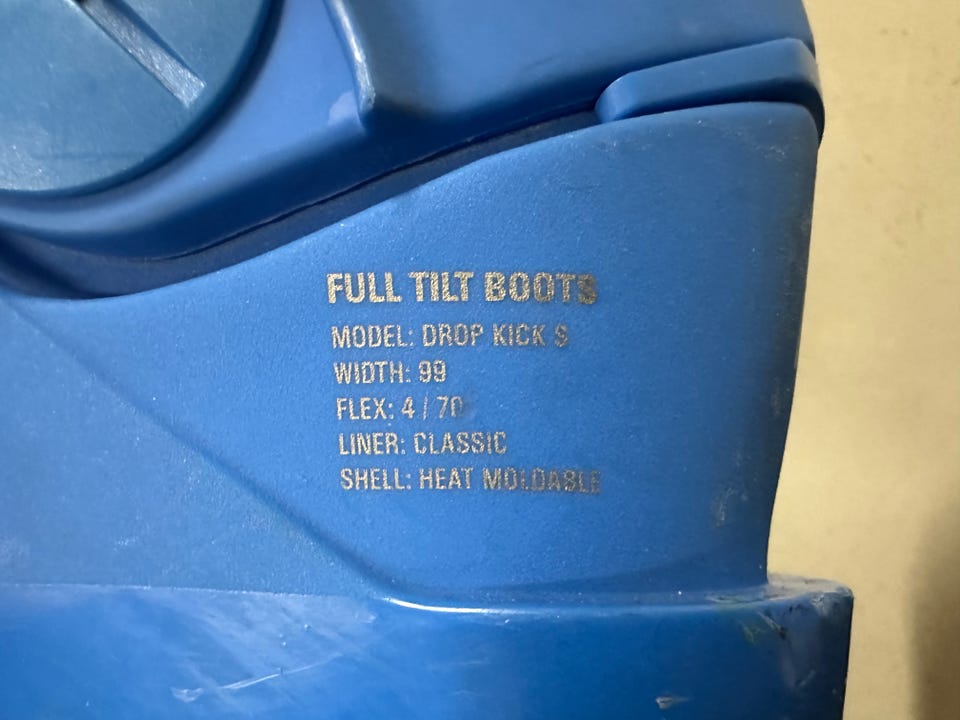 FULL TILT BOOTS
MODEL: DROP KICK S
WIDTH: 99
FLEX: 4 / 70
LINER: CLASSIC
SHELL: HEAT MOLDABLE